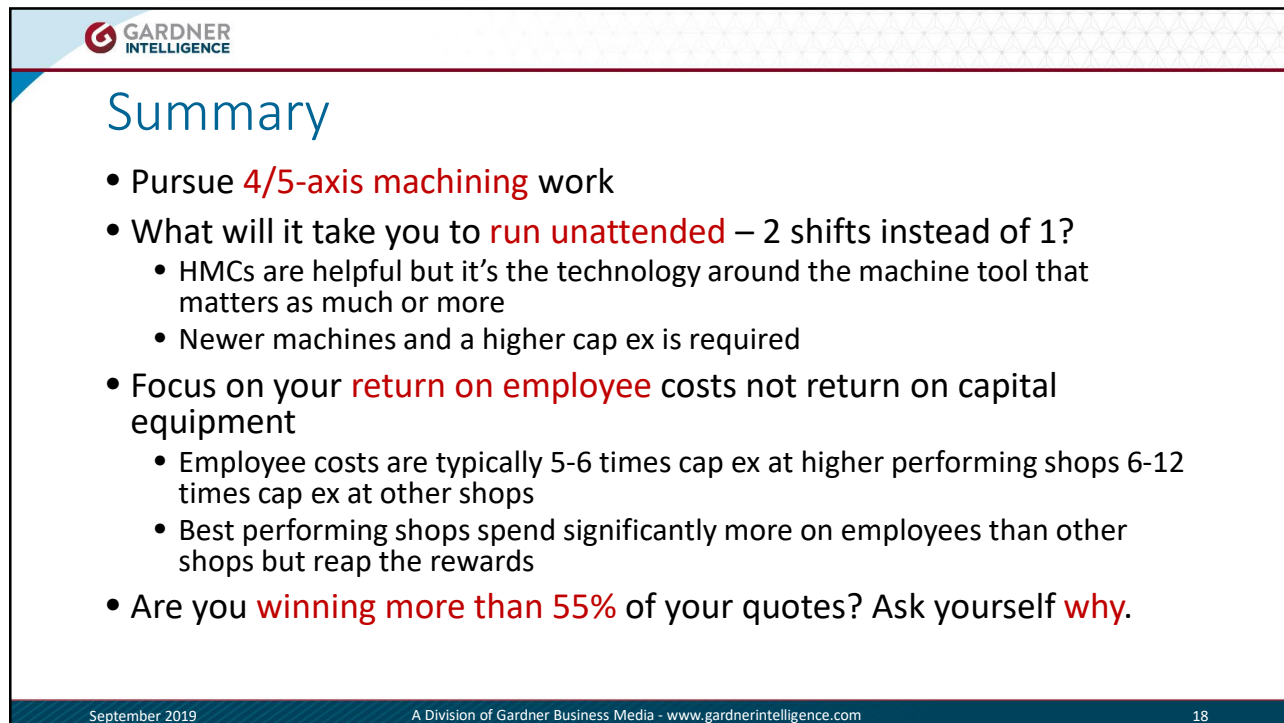 GARDNER
INTELLIGENCE
Summary
• Pursue 4/5-axis machining work
• What will it take you to run unattended – 2 shifts instead of 1?
• HMCs are helpful but it’s the technology around the machine tool that
matters as much or more
• Newer machines and a higher cap ex is required
• Focus on your return on employee costs not return on capital
equipment
• Employee costs are typically 5-6 times cap ex at higher performing shops 6-12
times cap ex at other shops
• Best performing shops spend significantly more on employees than other
shops but reap the rewards
• Are you winning more than 55% of your quotes? Ask yourself why.
September 2019 A Division of Gardner Business Media - www.gardnerintelligence.com 18